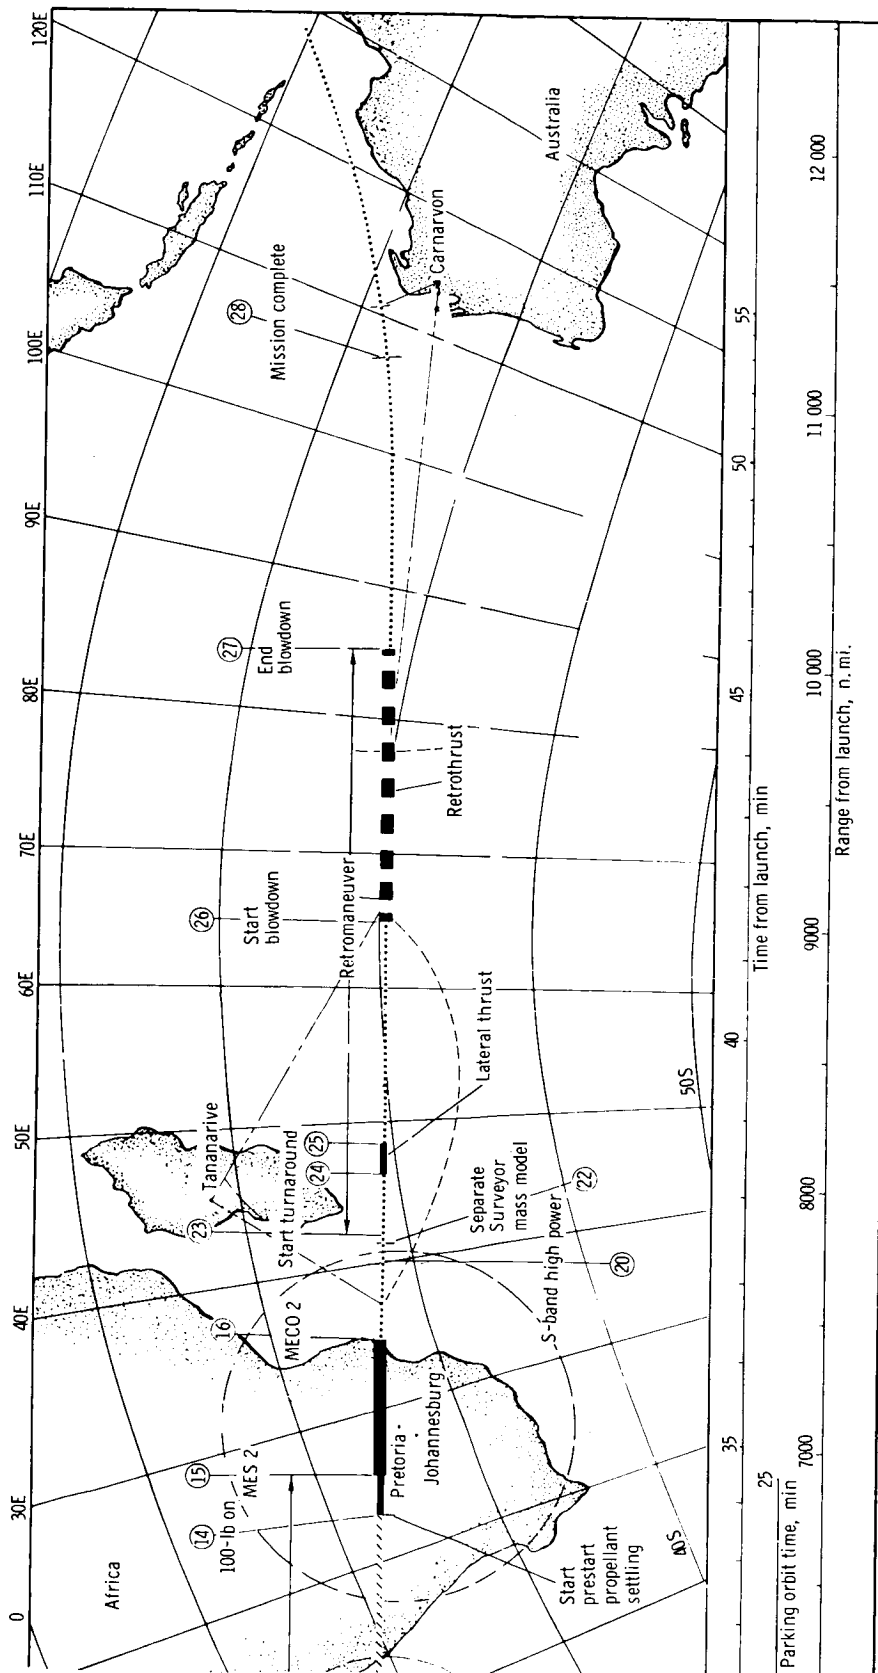 0
30E
40E
50E
60E
70E
80E
90E
100E
110E
120E
Africa
14
100-lb on
15
MES 2
16
MECO 2
23
Start turnaround
Tananarive
24
25
26
Start
blowdown
Retromaneuver
27
End
blowdown
28
Mission complete
Pretoria -
Johannesburg
Start
prestart
propellant
settling
S-band high power
20
Separate
Surveyor
mass model
22
Lateral thrust
Retrothrust
Carnarvon
Australia
40S
50S
35
40
45
50
55
Time from launch, min
25
Parking orbit time, min
7000
8000
9000
10 000
11 000
12 000
Range from launch, n. mi.